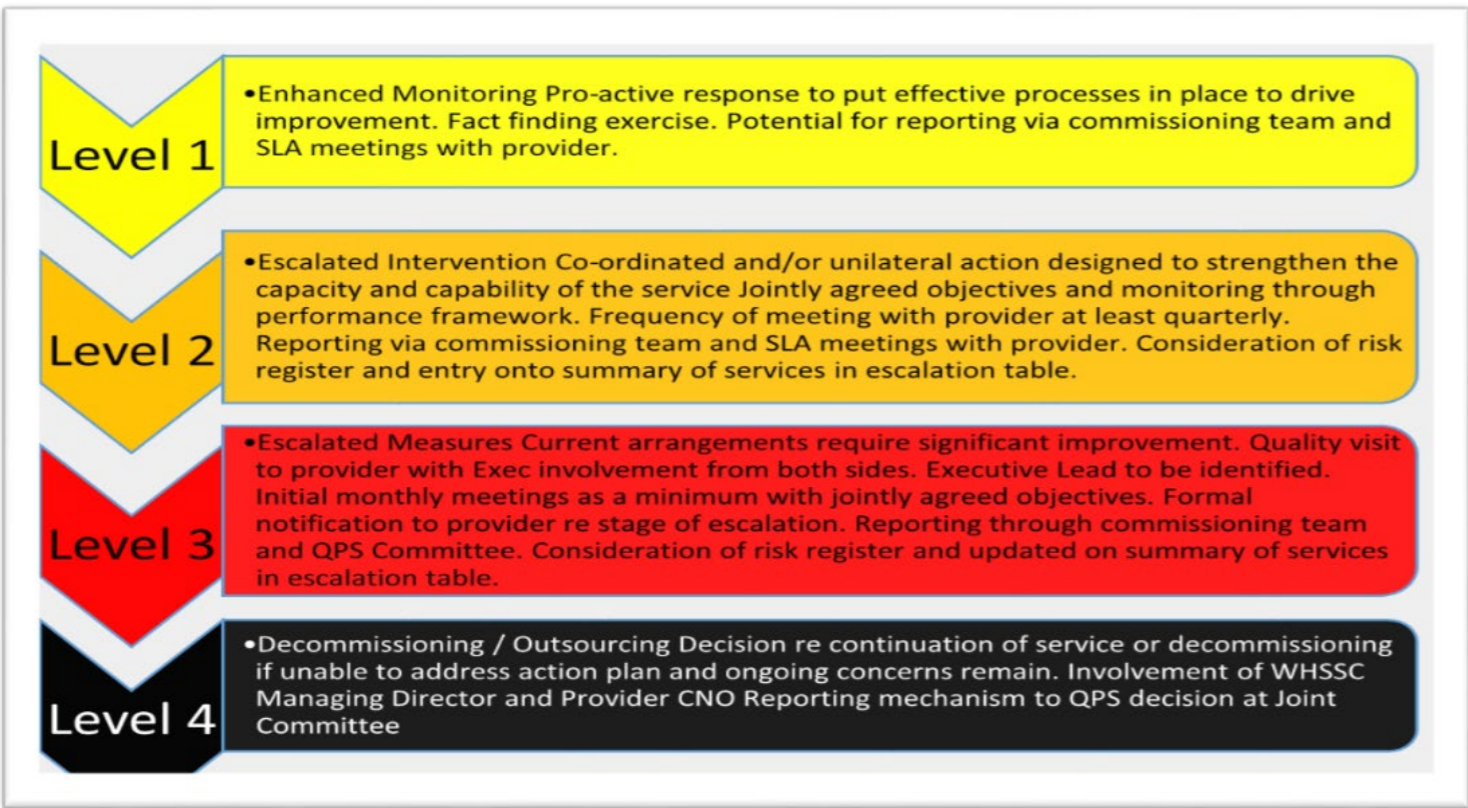 Level 1
•Enhanced Monitoring Pro-active response to put effective processes in place to drive
improvement. Fact finding exercise. Potential for reporting via commissioning team and
SLA meetings with provider.
Level 2
•Escalated Intervention Co-ordinated and/or unilateral action designed to strengthen the
capacity and capability of the service Jointly agreed objectives and monitoring through
performance framework. Frequency of meeting with provider at least quarterly.
Reporting via commissioning team and SLA meetings with provider. Consideration of risk
register and entry onto summary of services in escalation table.
Level 3
•Escalated Measures Current arrangements require significant improvement. Quality visit
to provider with Exec involvement from both sides. Executive Lead to be identified.
Initial monthly meetings as a minimum with jointly agreed objectives. Formal
notification to provider re stage of escalation. Reporting through commissioning team
and QPS Committee. Consideration of risk register and updated on summary of services
in escalation table.
Level 4
•Decommissioning / Outsourcing Decision re continuation of service or decommissioning
if unable to address action plan and ongoing concerns remain. Involvement of WHSSC
Managing Director and Provider CNO Reporting mechanism to QPS decision at Joint
Committee